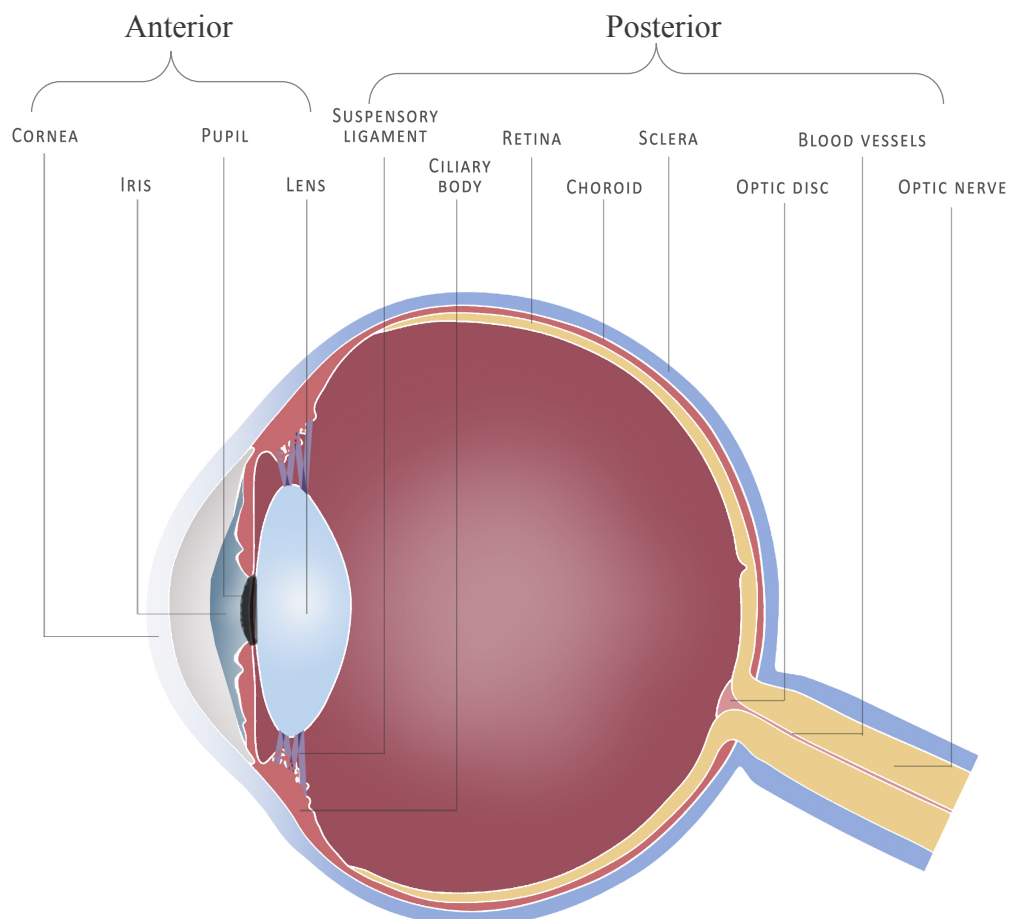 Anterior
Posterior
CORNEA
PUPIL
SUSPENSORY
LIGAMENT
RETINA
SCLERA
BLOOD VESSELS
IRIS
LENS
CILIARY
BODY
CHOROID
OPTIC DISC
OPTIC NERVE